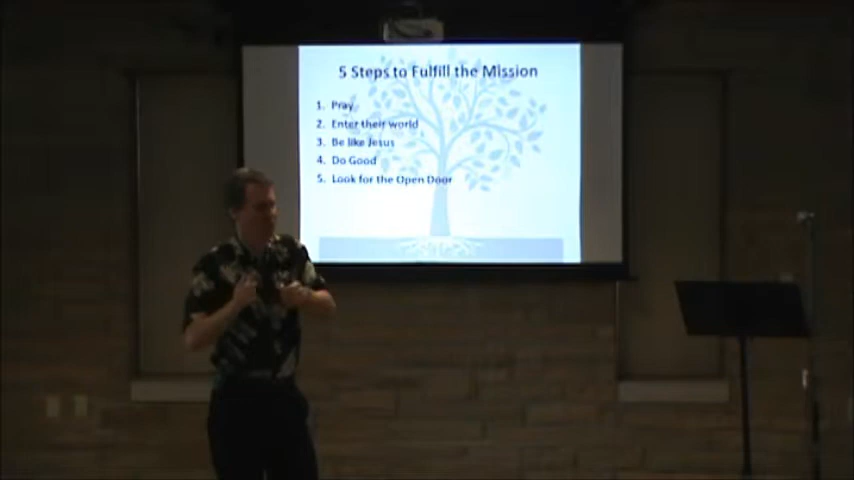 5 Steps to Fulfill the Mission
1. Pray
2. Enter their world
3. Be like Jesus
4. Do Good
5. Look for the Open Door